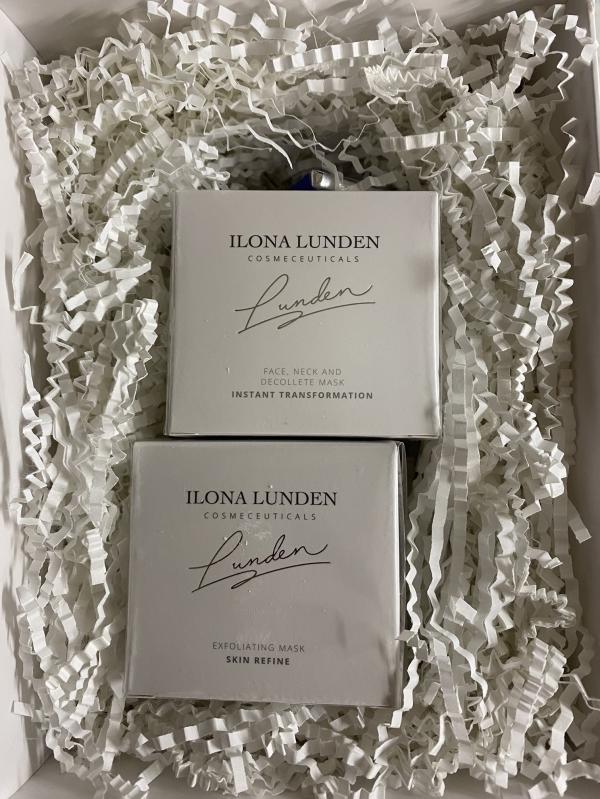 ILONA LUNDEN
COSMECEUTICALS
Lunden
FACE, NECK AND
DECOLLETE MASK
INSTANT TRANSFORMATION
ILONA LUNDEN
COSMECEUTICALS
Lunden
EXFOLIATING MASK
SKIN REFINE